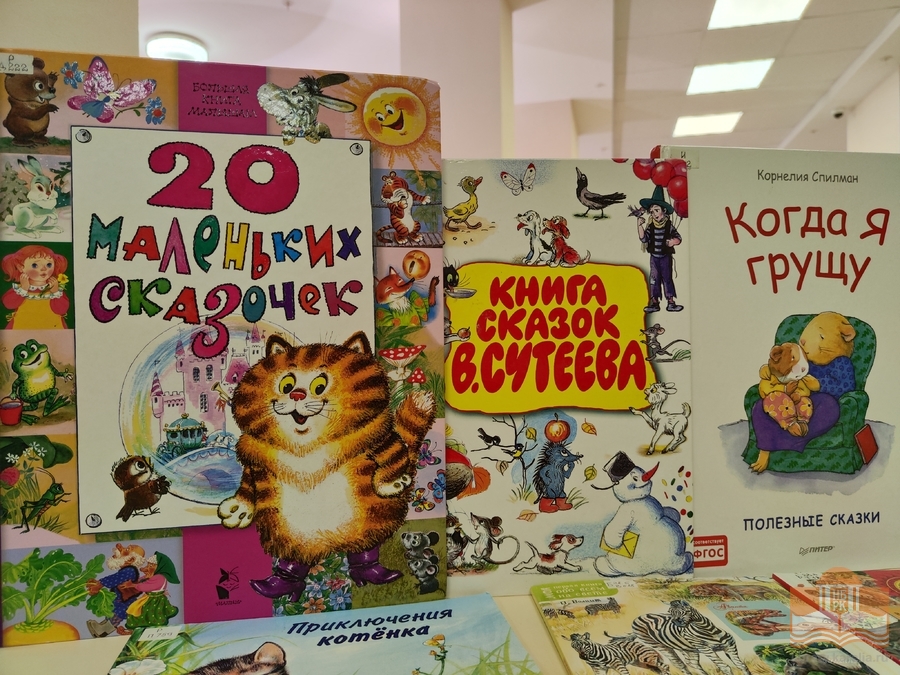 БОЛЬШАЯ
КНИГА
МАЛЫШАМ
20
МАЛЕНЬКИХ
СКАЗОЧЕК
КНИГА
СКАЗОК
В.СУТЕЕВА
Корнелия Спилман
Когда я
грущу
ПОЛЕЗНЫЕ СКАЗКИ
соответствует
ФГОС
ПИТЕР
Приключения
котёнка